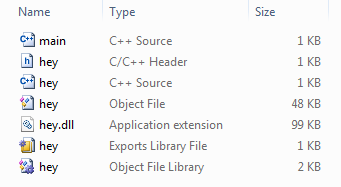 Name Type Size
main C++ Source 1 KB
hey C/C++ Header 1 KB
hey C++ Source 1 KB
hey Object File 48 KB
hey.dll Application extension 99 KB
hey Exports Library File 1 KB
hey Object File Library 2 KB